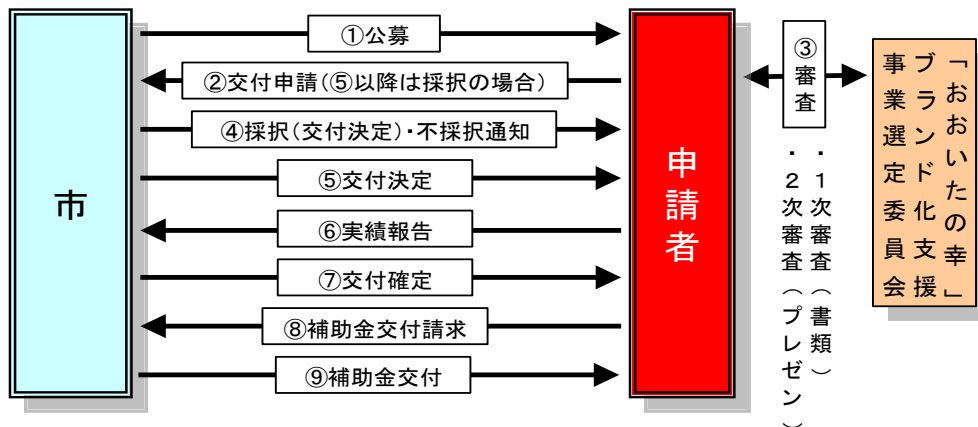 市
①公募
②交付申請(⑤以降は採択の場合)
④採択(交付決定)・不採択通知
⑤交付決定
⑥実績報告
⑦交付確定
⑧補助金交付請求
⑨補助金交付
申請者
③審査
・1次審査(書類)
・2次審査(プレゼン)
「おおいたの幸」
ブランド化支援
事業選定委員会